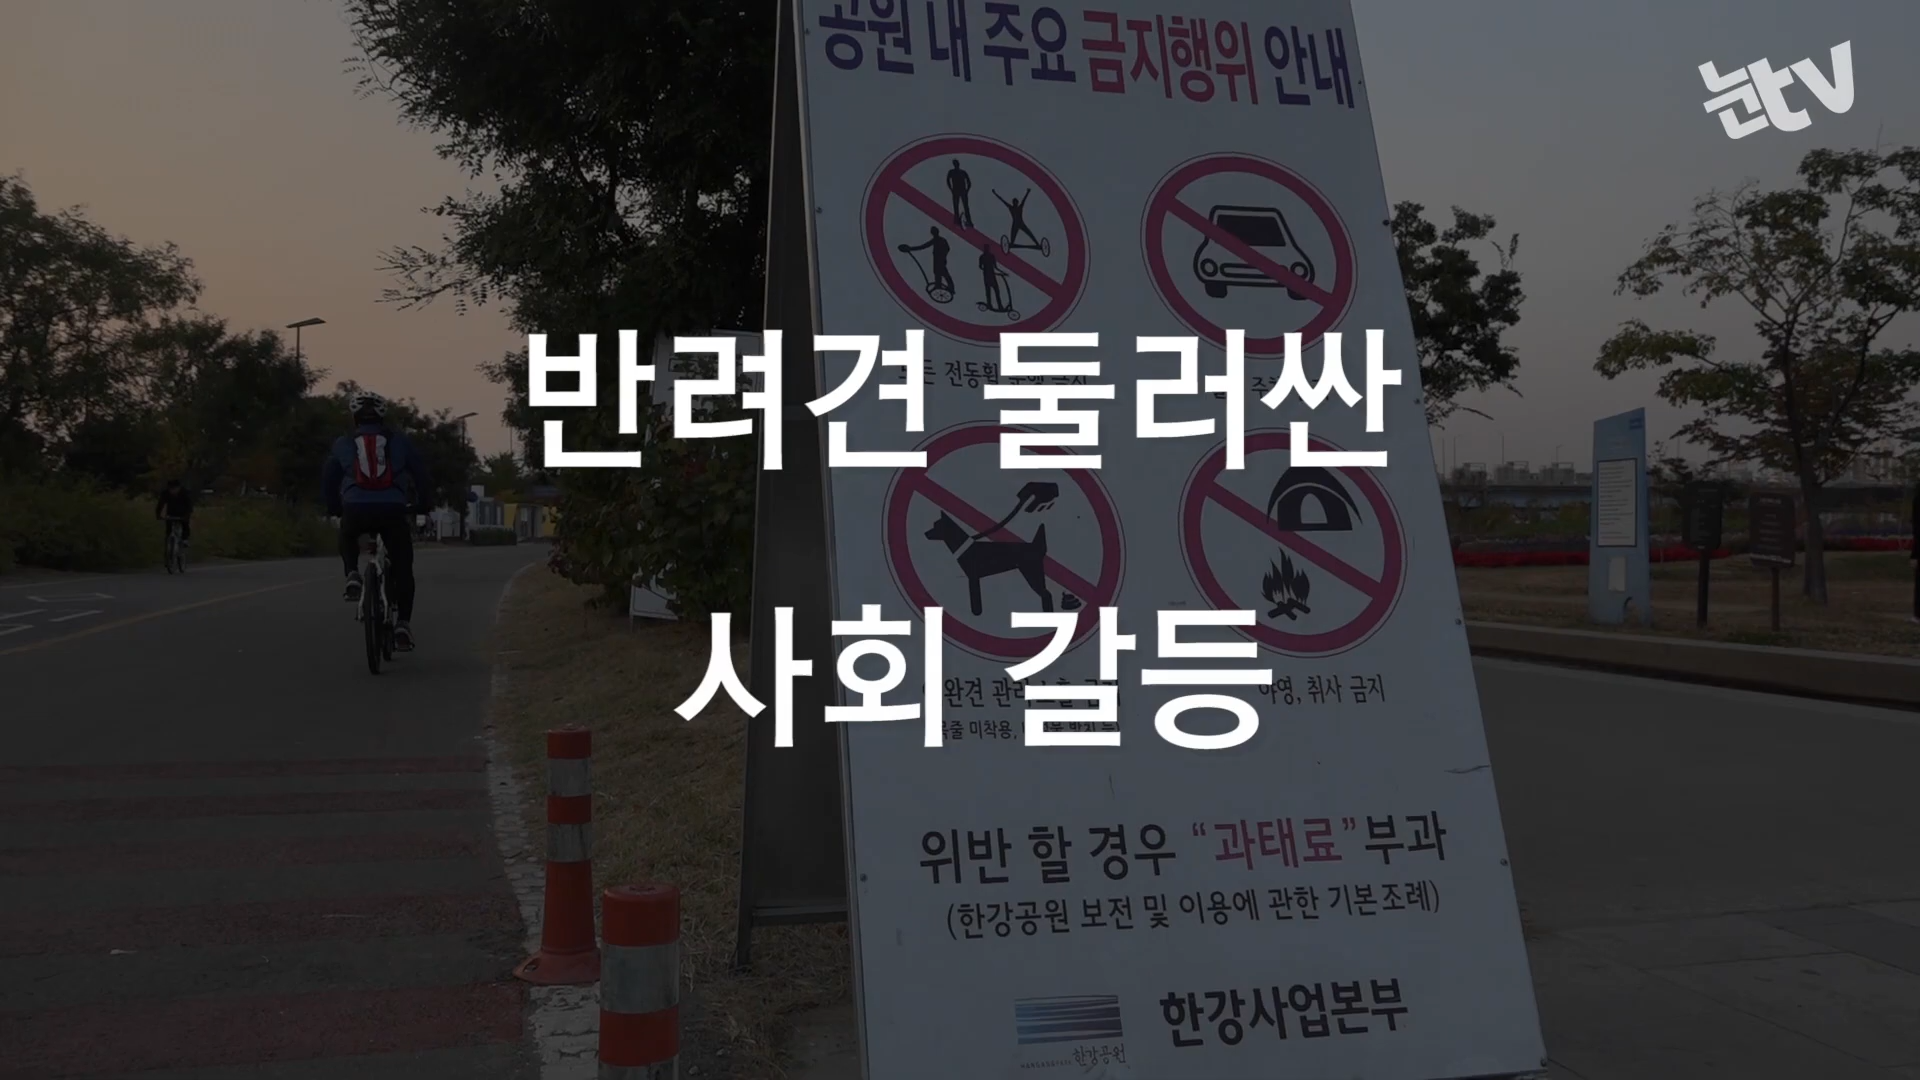 공원 내 주요 금지행위 안내
눈tv
반려견 둘러싼
사회 갈등
야영, 취사 금지
위반 할 경우 “과태료” 부과
(한강공원 보전 및 이용에 관한 기본조례)
한강공원
한강사업본부